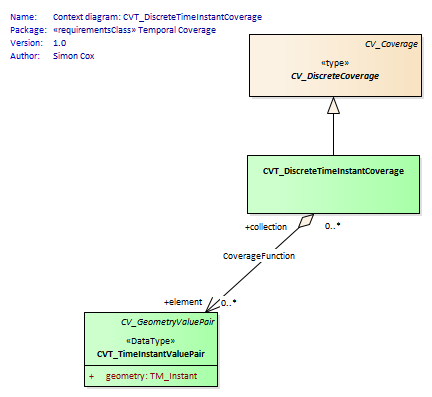 Name: Context diagram: CVT_DiscreteTimeInstantCoverage
Package: «requirementsClass» Temporal Coverage
Version: 1.0
Author: Simon Cox
CV_Coverage
«type»
CV_DiscreteCoverage
CVT_DiscreteTimeInstantCoverage
+collection 0..*
CoverageFunction
+element 0..*
CV_GeometryValuePair
«DataType»
CVT_TimeInstantValuePair
+ geometry: TM_Instant